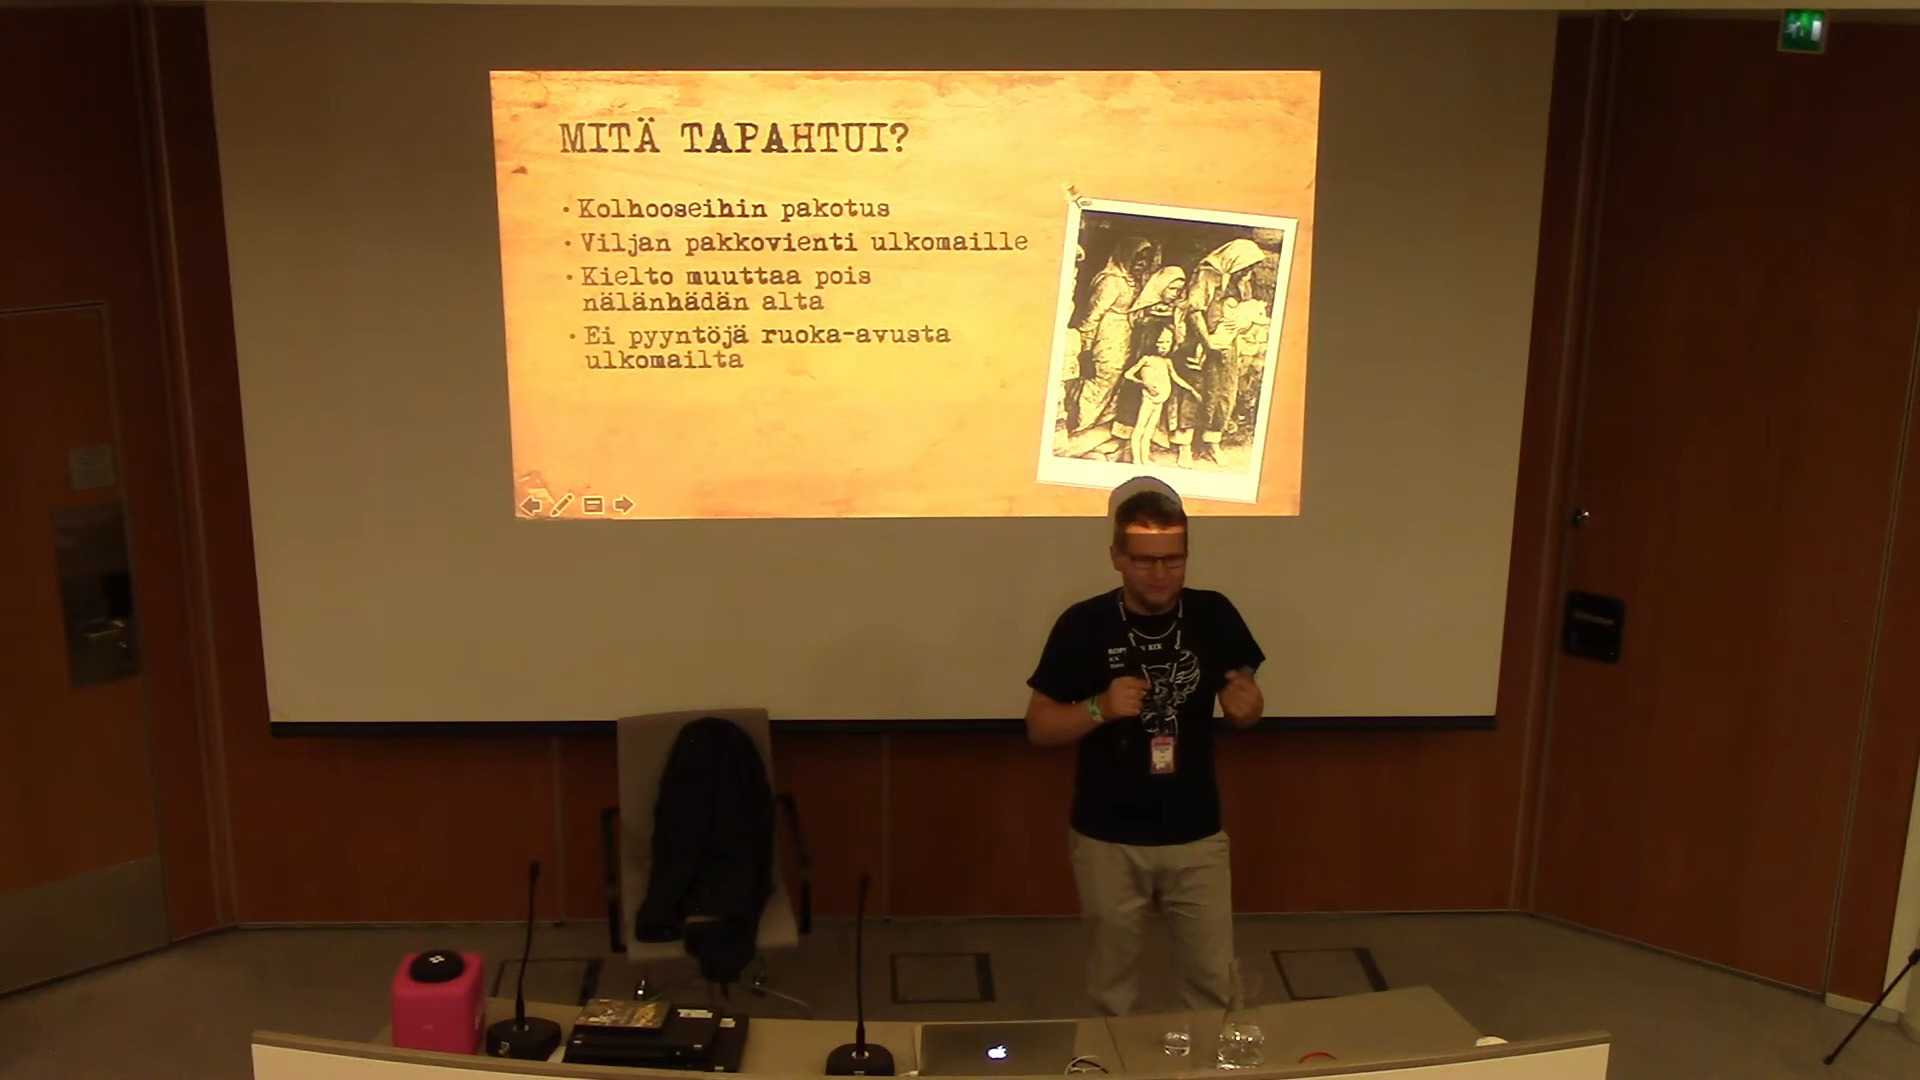 MITÄ TAPAHTUI?
• Kolhooseihin pakotus
• Viljan pakkovienti ulkomaille
• Kielto muuttaa pois
nälänhädän alta
• Ei pyyntöjä ruoka-avusta
ulkomailta